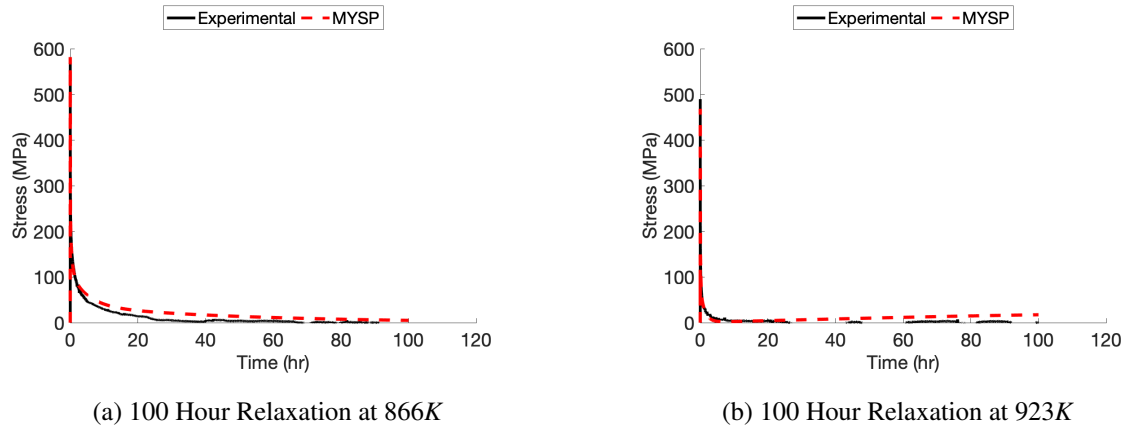 Experimental MYSP
600
500
400
300
200
100
0
Stress (MPa)
0 20 40 60 80 100 120
Time (hr)
(a) 100 Hour Relaxation at 866K
Experimental MYSP
600
500
400
300
200
100
0
Stress (MPa)
0 20 40 60 80 100 120
Time (hr)
(b) 100 Hour Relaxation at 923K